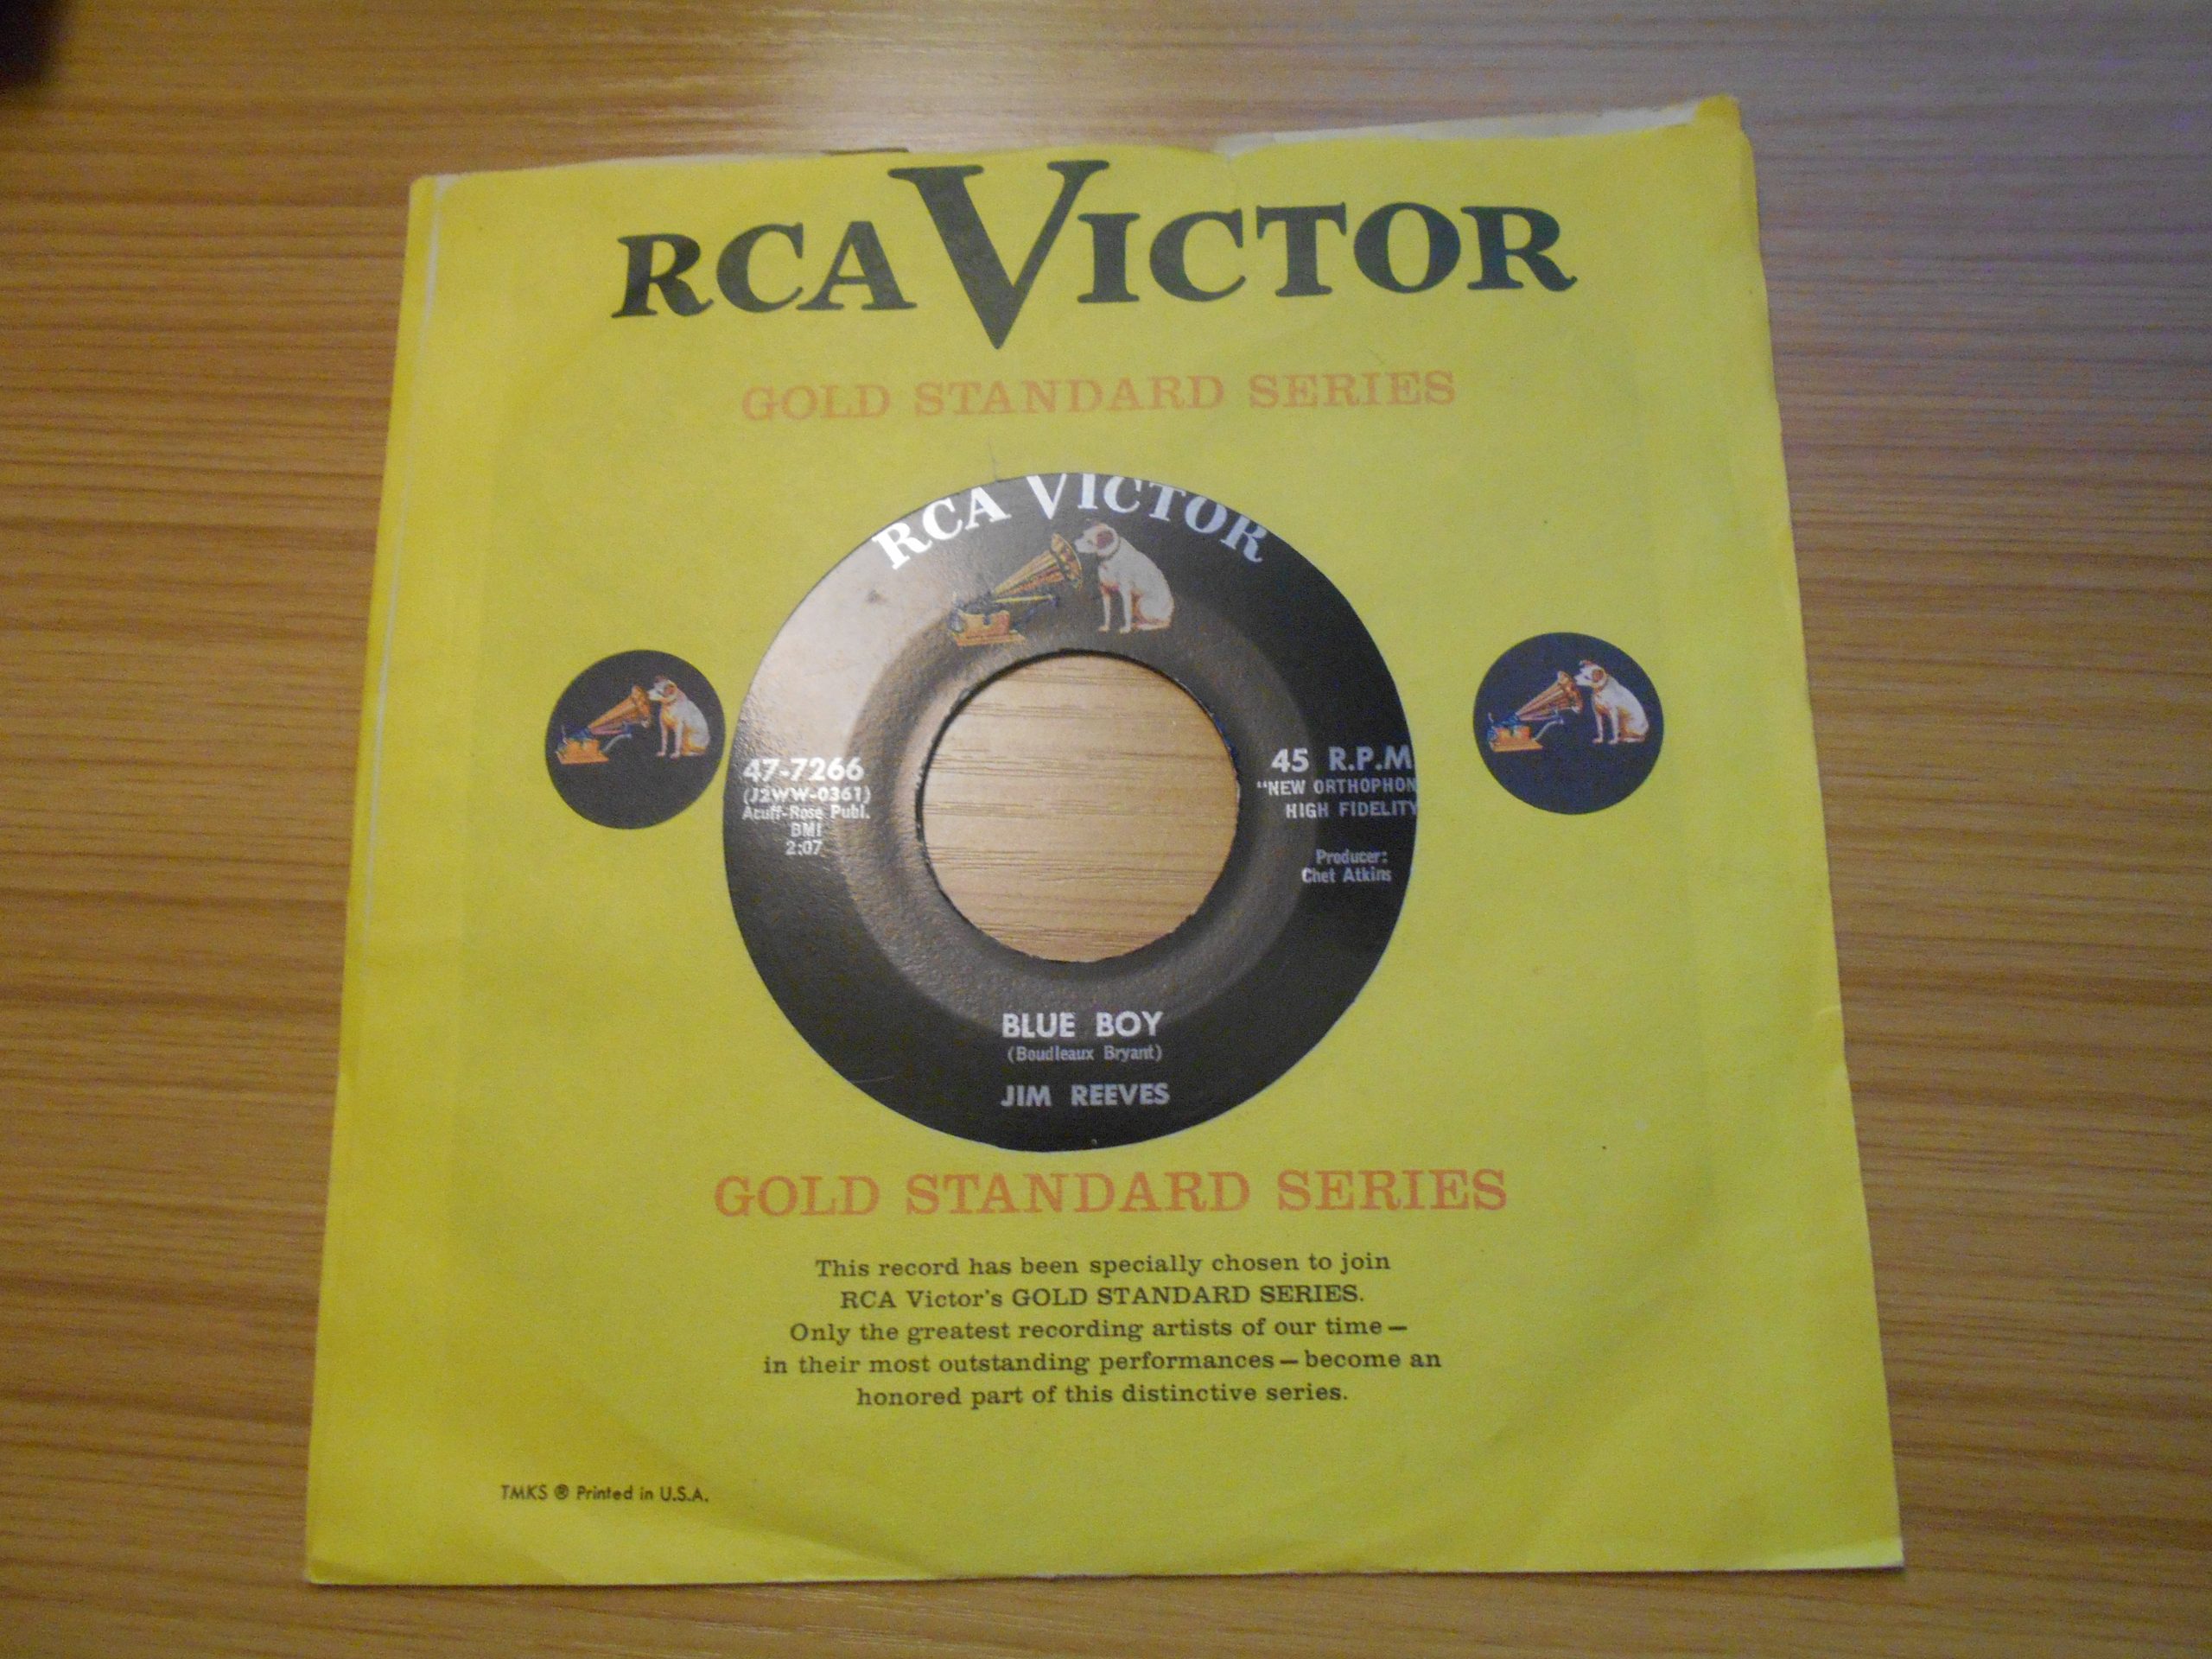 RCA VICTOR
GOLD STANDARD SERIES
RCA VICTOR
47-7266
(J2WW-0361)
Acuff-Rose Publ.
BMI
2:07
45 R.P.M
"NEW ORTHOPHON
HIGH FIDELITY
Producer:
Chet Atkins
BLUE BOY
(Boudleaux Bryant)
JIM REEVES
GOLD STANDARD SERIES
This record has been specially chosen to join
RCA Victor's GOLD STANDARD SERIES.
Only the greatest recording artists of our time —
in their most outstanding performances — become an
honored part of this distinctive series.
TMKS ® Printed in U.S.A.